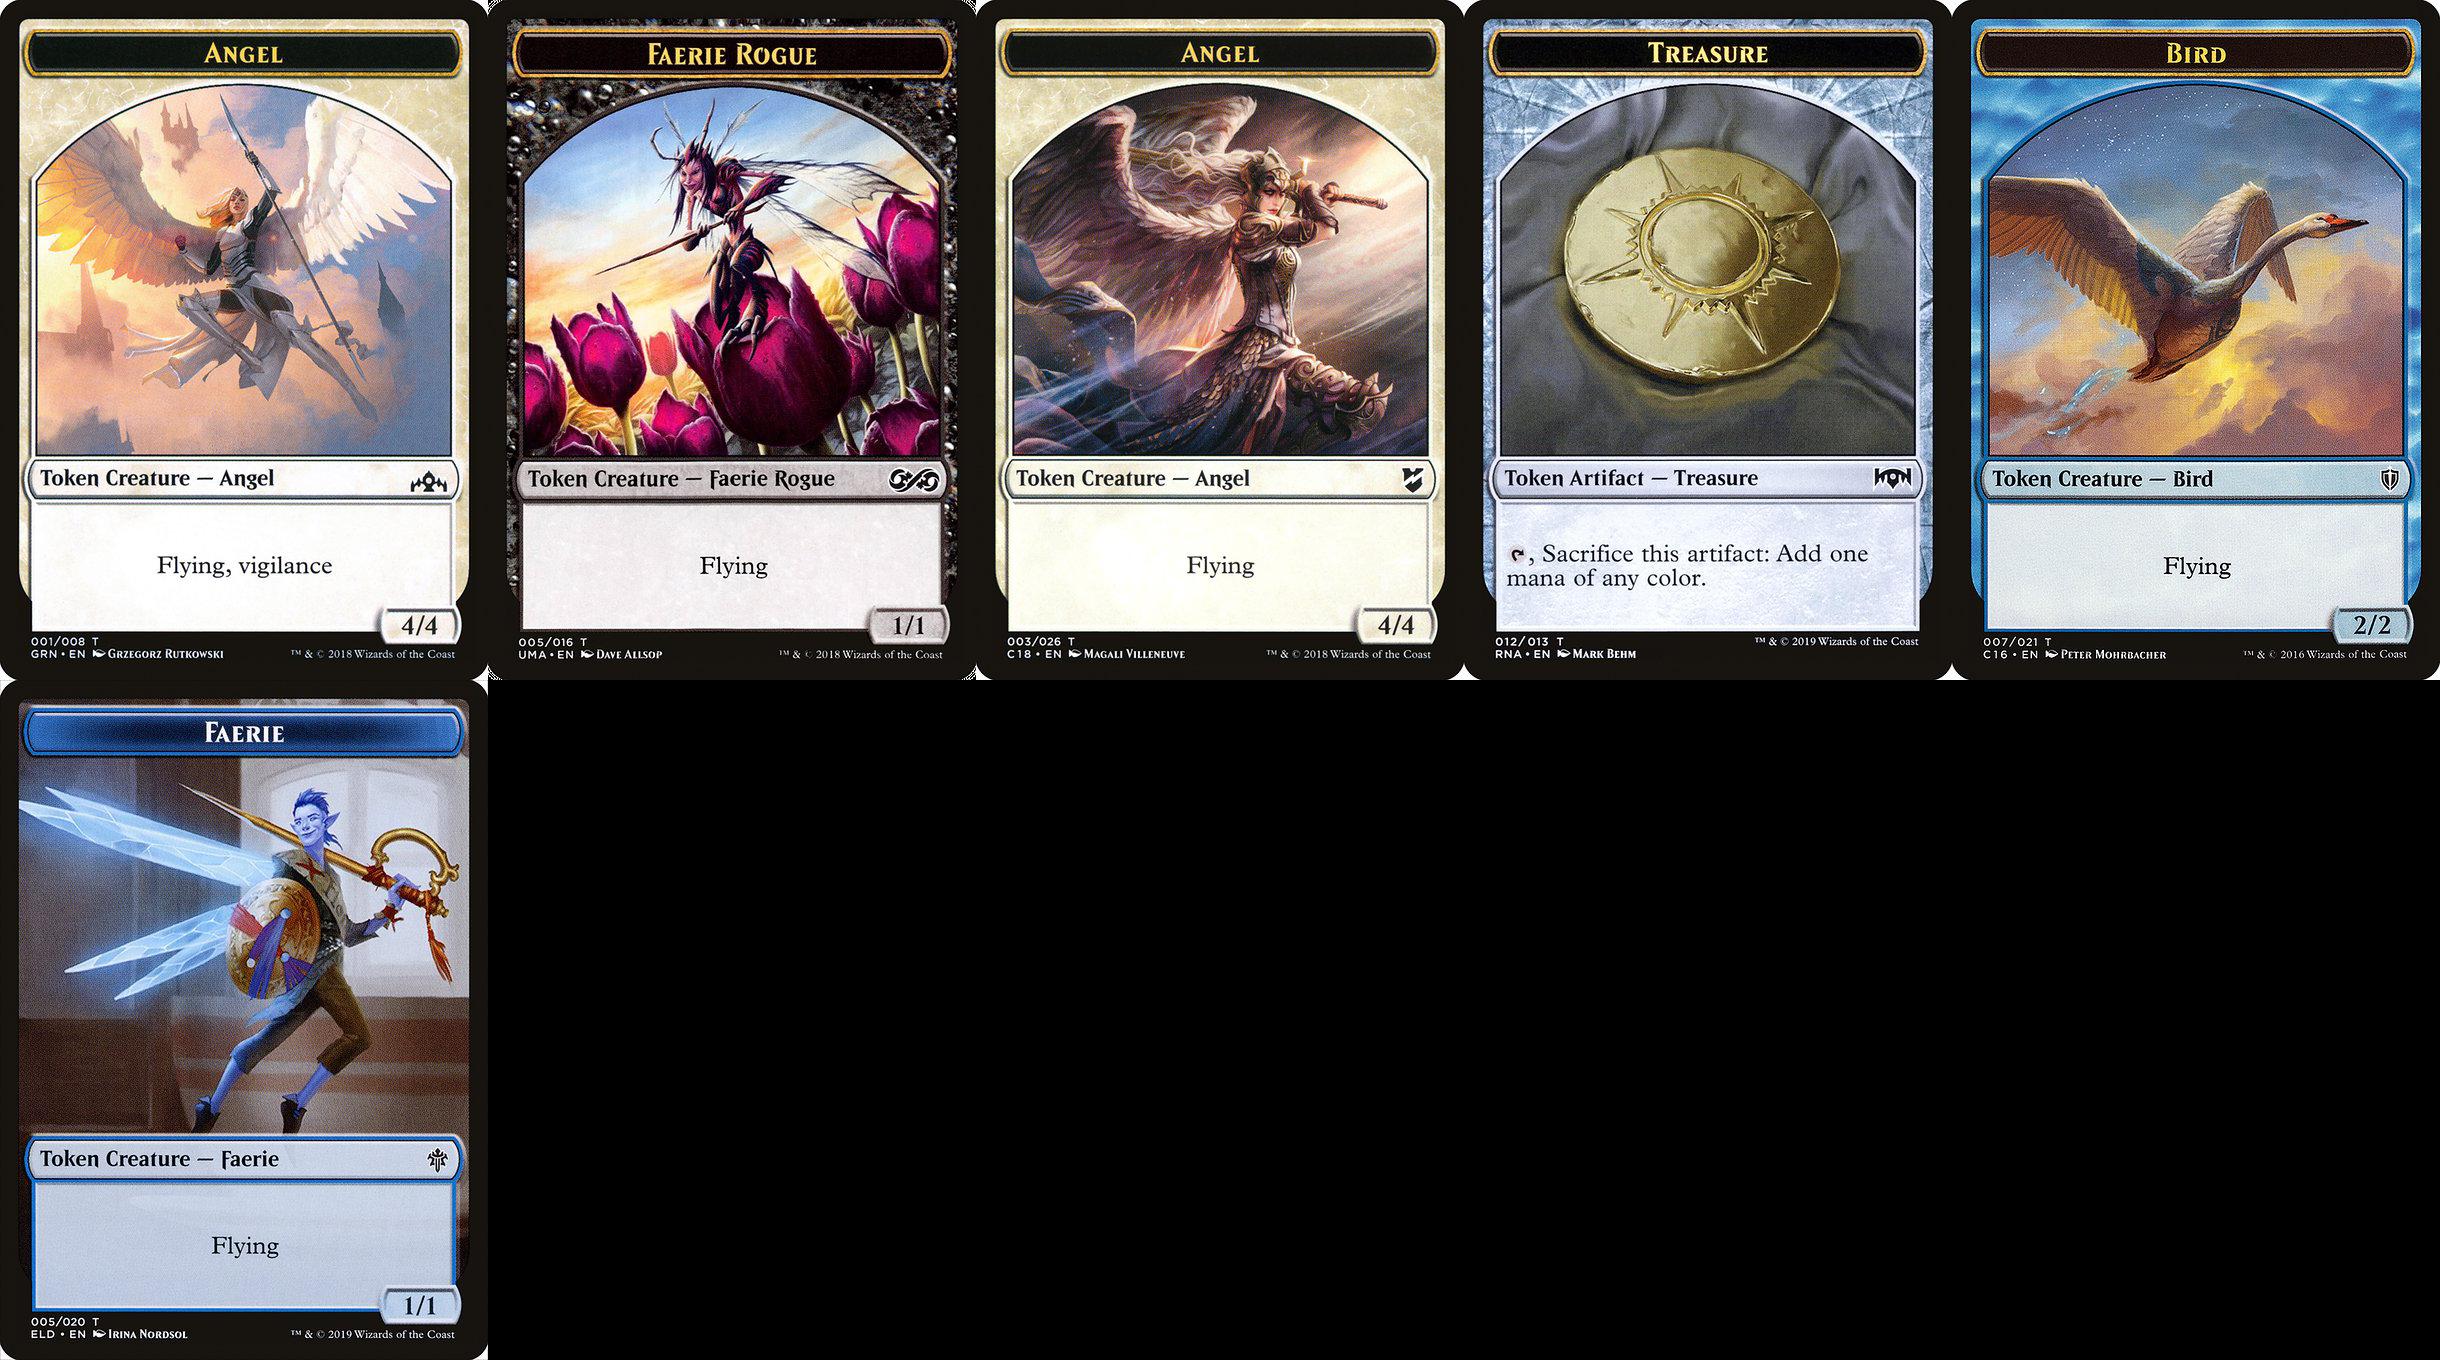 Angel
Token Creature — Angel
Flying, vigilance
4/4
001/008 T
GRN • EN Grzegorz Rutkowski
™ & © 2018 Wizards of the Coast
Faerie Rogue
Token Creature — Faerie Rogue
Flying
1/1
005/016 T
UMA • EN Dave Allsop
™ & © 2018 Wizards of the Coast
Angel
Token Creature — Angel
Flying
4/4
003/026 T
C18 • EN Magali Villeneuve
™ & © 2018 Wizards of the Coast
Treasure
Token Artifact — Treasure
, Sacrifice this artifact: Add one
mana of any color.
012/013 T
RNA • EN Mark Behm
™ & © 2019 Wizards of the Coast
Bird
Token Creature — Bird
Flying
2/2
007/021 T
C16 • EN Peter Mohrbacher
™ & © 2016 Wizards of the Coast
Faerie
Token Creature — Faerie
Flying
1/1
005/020 T
ELD • EN Irina Nordsol
™ & © 2019 Wizards of the Coast